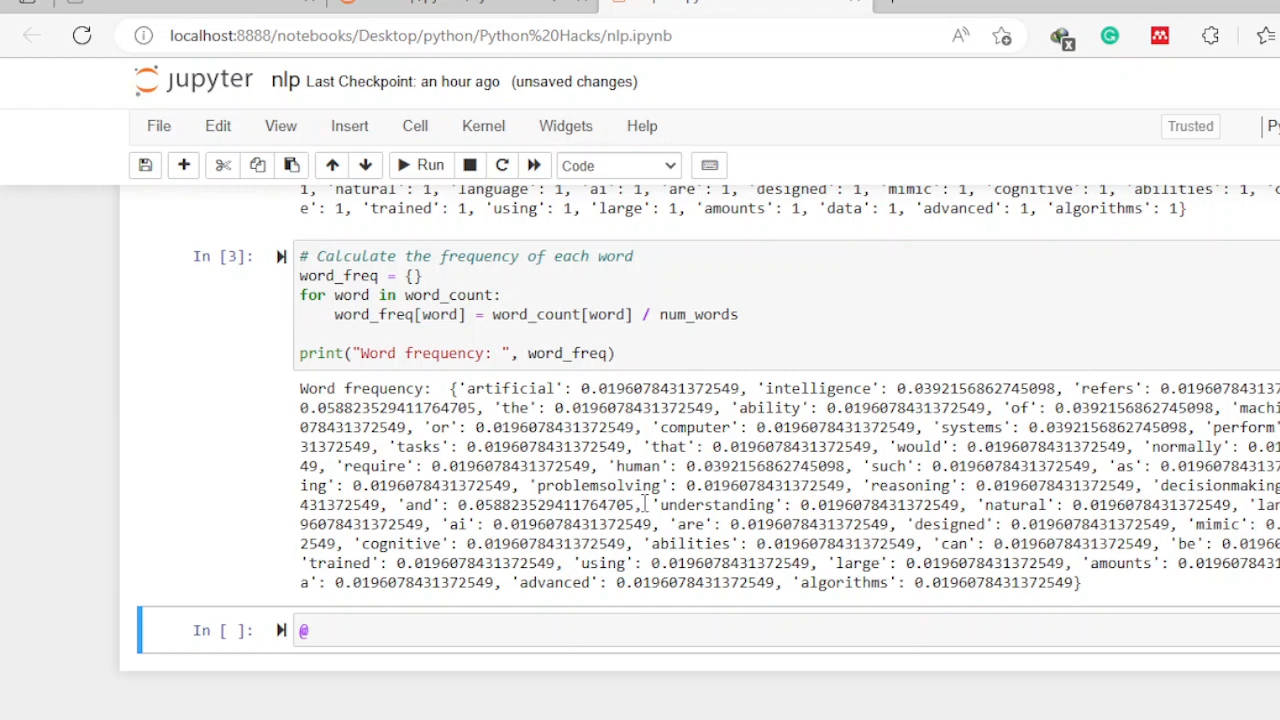 localhost:8888/notebooks/Desktop/python/Python%20Hacks/nlp.ipynb
jupyter nlp Last Checkpoint: an hour ago (unsaved changes)
File Edit View Insert Cell Kernel Widgets Help Trusted
Run Code
1, 'natural': 1, 'language': 1, 'ai': 1, 'are': 1, 'designed': 1, 'mimic': 1, 'cognitive': 1, 'abilities': 1,
e': 1, 'trained': 1, 'using': 1, 'large': 1, 'amounts': 1, 'data': 1, 'advanced': 1, 'algorithms': 1}
In [3]: # Calculate the frequency of each word
word_freq = {}
for word in word_count:
word_freq[word] = word_count[word] / num_words
print("Word frequency: ", word_freq)
Word frequency: {'artificial': 0.0196078431372549, 'intelligence': 0.0392156862745098, 'refers': 0.01960784313
0.058823529411764705, 'the': 0.0196078431372549, 'ability': 0.0196078431372549, 'of': 0.0392156862745098, 'machi
078431372549, 'or': 0.0196078431372549, 'computer': 0.0196078431372549, 'systems': 0.0392156862745098, 'perform'
31372549, 'tasks': 0.0196078431372549, 'that': 0.0196078431372549, 'would': 0.0196078431372549, 'normally': 0.01
49, 'require': 0.0196078431372549, 'human': 0.0392156862745098, 'such': 0.0196078431372549, 'as': 0.019607843137
ing': 0.0196078431372549, 'problemsolving': 0.0196078431372549, 'reasoning': 0.0196078431372549, 'decisionmaking
431372549, 'and': 0.058823529411764705, 'understanding': 0.0196078431372549, 'natural': 0.0196078431372549, 'lan
96078431372549, 'ai': 0.0196078431372549, 'are': 0.0196078431372549, 'designed': 0.0196078431372549, 'mimic': 0.
2549, 'cognitive': 0.0196078431372549, 'abilities': 0.0196078431372549, 'can': 0.0196078431372549, 'be': 0.01960
'trained': 0.0196078431372549, 'using': 0.0196078431372549, 'large': 0.0196078431372549, 'amounts': 0.0196078431
a': 0.0196078431372549, 'advanced': 0.0196078431372549, 'algorithms': 0.0196078431372549}
In [ ]: @